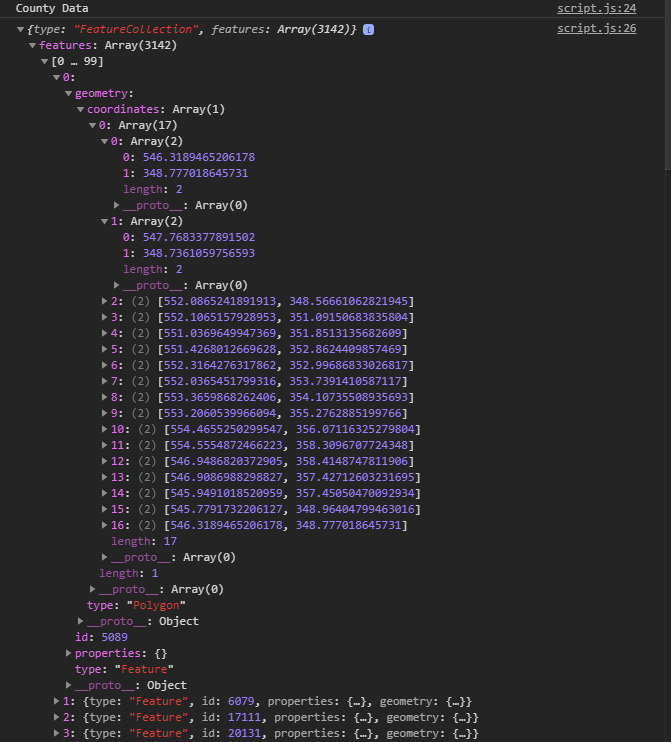 County Data script.js:24
script.js:26
▼{type: "FeatureCollection", features: Array(3142)} i
▼features: Array(3142)
▼[0 … 99]
▼0:
▼geometry:
▼coordinates: Array(1)
▼0: Array(17)
▼0: Array(2)
0: 546.3189465206178
1: 348.777018645731
length: 2
▶__proto__: Array(0)
▼1: Array(2)
0: 547.7683377891502
1: 348.7361059756593
length: 2
▶__proto__: Array(0)
▶2: (2) [552.0865241891913, 348.56661062821945]
▶3: (2) [552.1065157928953, 351.09150683835804]
▶4: (2) [551.0369649947369, 351.8513135682609]
▶5: (2) [551.4268012669628, 352.8624409857469]
▶6: (2) [552.3164276317862, 352.99686833026817]
▶7: (2) [552.0365451799316, 353.7391410587117]
▶8: (2) [553.3659868262406, 354.10735508935693]
▶9: (2) [553.2060539966094, 355.2762885199766]
▶10: (2) [554.4655250299547, 356.07116325279804]
▶11: (2) [554.5554872466223, 358.3096707724348]
▶12: (2) [546.9486820372905, 358.4148747811906]
▶13: (2) [546.9086988298827, 357.42712603231695]
▶14: (2) [545.9491018520959, 357.45050470092934]
▶15: (2) [545.7791732206127, 348.96404799463016]
▶16: (2) [546.3189465206178, 348.777018645731]
length: 17
▶__proto__: Array(0)
length: 1
▶__proto__: Array(0)
type: "Polygon"
▶__proto__: Object
id: 5089
▶properties: {}
type: "Feature"
▶__proto__: Object
▶1: {type: "Feature", id: 6079, properties: {…}, geometry: {…}}
▶2: {type: "Feature", id: 17111, properties: {…}, geometry: {…}}
▶3: {type: "Feature", id: 20131, properties: {…}, geometry: {…}}